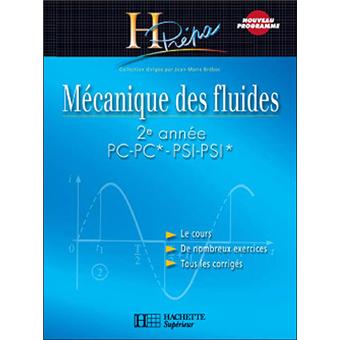 H Prépa
Collection dirigée par Jean-Marie Brébec
NOUVEAU
PROGRAMME
Mécanique des fluides
2e année
PC-PC*-PSI-PSI*
Le cours
De nombreux exercices
Tous les corrigés
i
0
t
H
HACHETTE
Supérieur